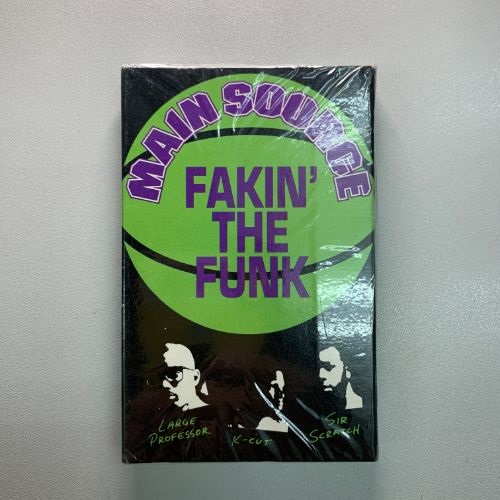 MAIN SOURCE
FAKIN'
THE
FUNK
LARGE
PROFESSOR
K-CUT
SIR
SCRATCH